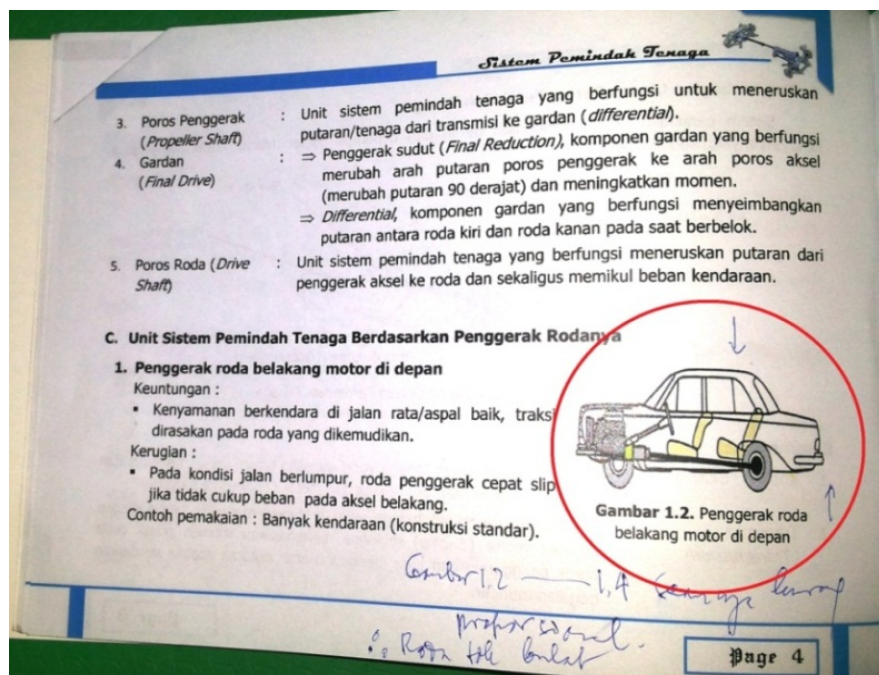 Sistem Pemindah Tenaga
3. Poros Penggerak : Unit sistem pemindah tenaga yang berfungsi untuk meneruskan
(Propeller Shaft) putaran/tenaga dari transmisi ke gardan (differential).
4. Gardan : ⇒ Penggerak sudut (Final Reduction), komponen gardan yang berfungsi
(Final Drive) merubah arah putaran poros penggerak ke arah poros aksel
(merubah putaran 90 derajat) dan meningkatkan momen.
⇒ Differential, komponen gardan yang berfungsi menyeimbangkan
putaran antara roda kiri dan roda kanan pada saat berbelok.
5. Poros Roda (Drive : Unit sistem pemindah tenaga yang berfungsi meneruskan putaran dari
Shaft) penggerak aksel ke roda dan sekaligus memikul beban kendaraan.
C. Unit Sistem Pemindah Tenaga Berdasarkan Penggerak Rodanya
1. Penggerak roda belakang motor di depan
Keuntungan :
▪ Kenyamanan berkendara di jalan rata/aspal baik, traksi
dirasakan pada roda yang dikemudikan.
Kerugian :
▪ Pada kondisi jalan berlumpur, roda penggerak cepat slip
jika tidak cukup beban pada aksel belakang.
Contoh pemakaian : Banyak kendaraan (konstruksi standar).
Gambar 1.2. Penggerak roda
belakang motor di depan
Gambar 1.2 — 1.4 kurang
proporsional.
Roda tdk bulat
Page 4